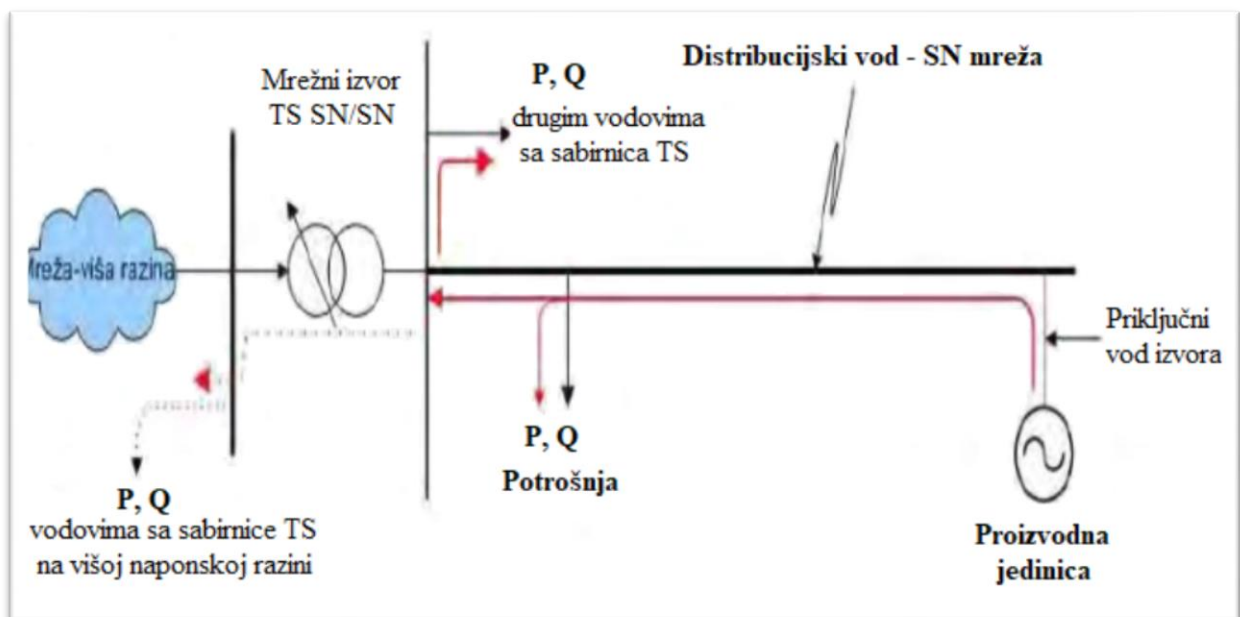 Mrežni izvor
TS SN/SN
P, Q
drugim vodovima
sa sabirnica TS
Distribucijski vod - SN mreža
viša razina
Priključni
vod izvora
P, Q
Potrošnja
P, Q
vodovima sa sabirnice TS
na višoj naponskoj razini
Proizvodna
jedinica